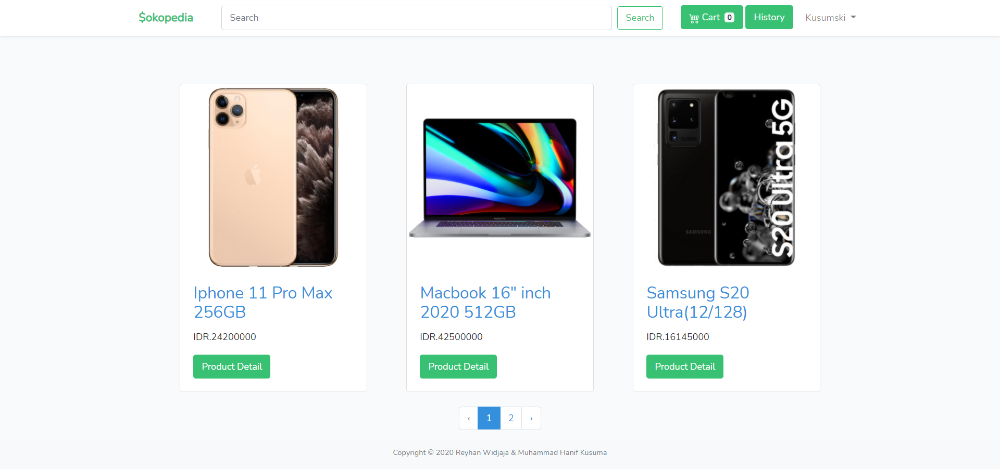 $okopedia
Search
Search
Cart 0
History
Kusumski
S20 Ultra 5G
SAMSUNG
Iphone 11 Pro Max
256GB
IDR.24200000
Product Detail
Macbook 16" inch
2020 512GB
IDR.42500000
Product Detail
Samsung S20
Ultra(12/128)
IDR.16145000
Product Detail
‹ 1 2 ›
Copyright © 2020 Reyhan Widjaja & Muhammad Hanif Kusuma